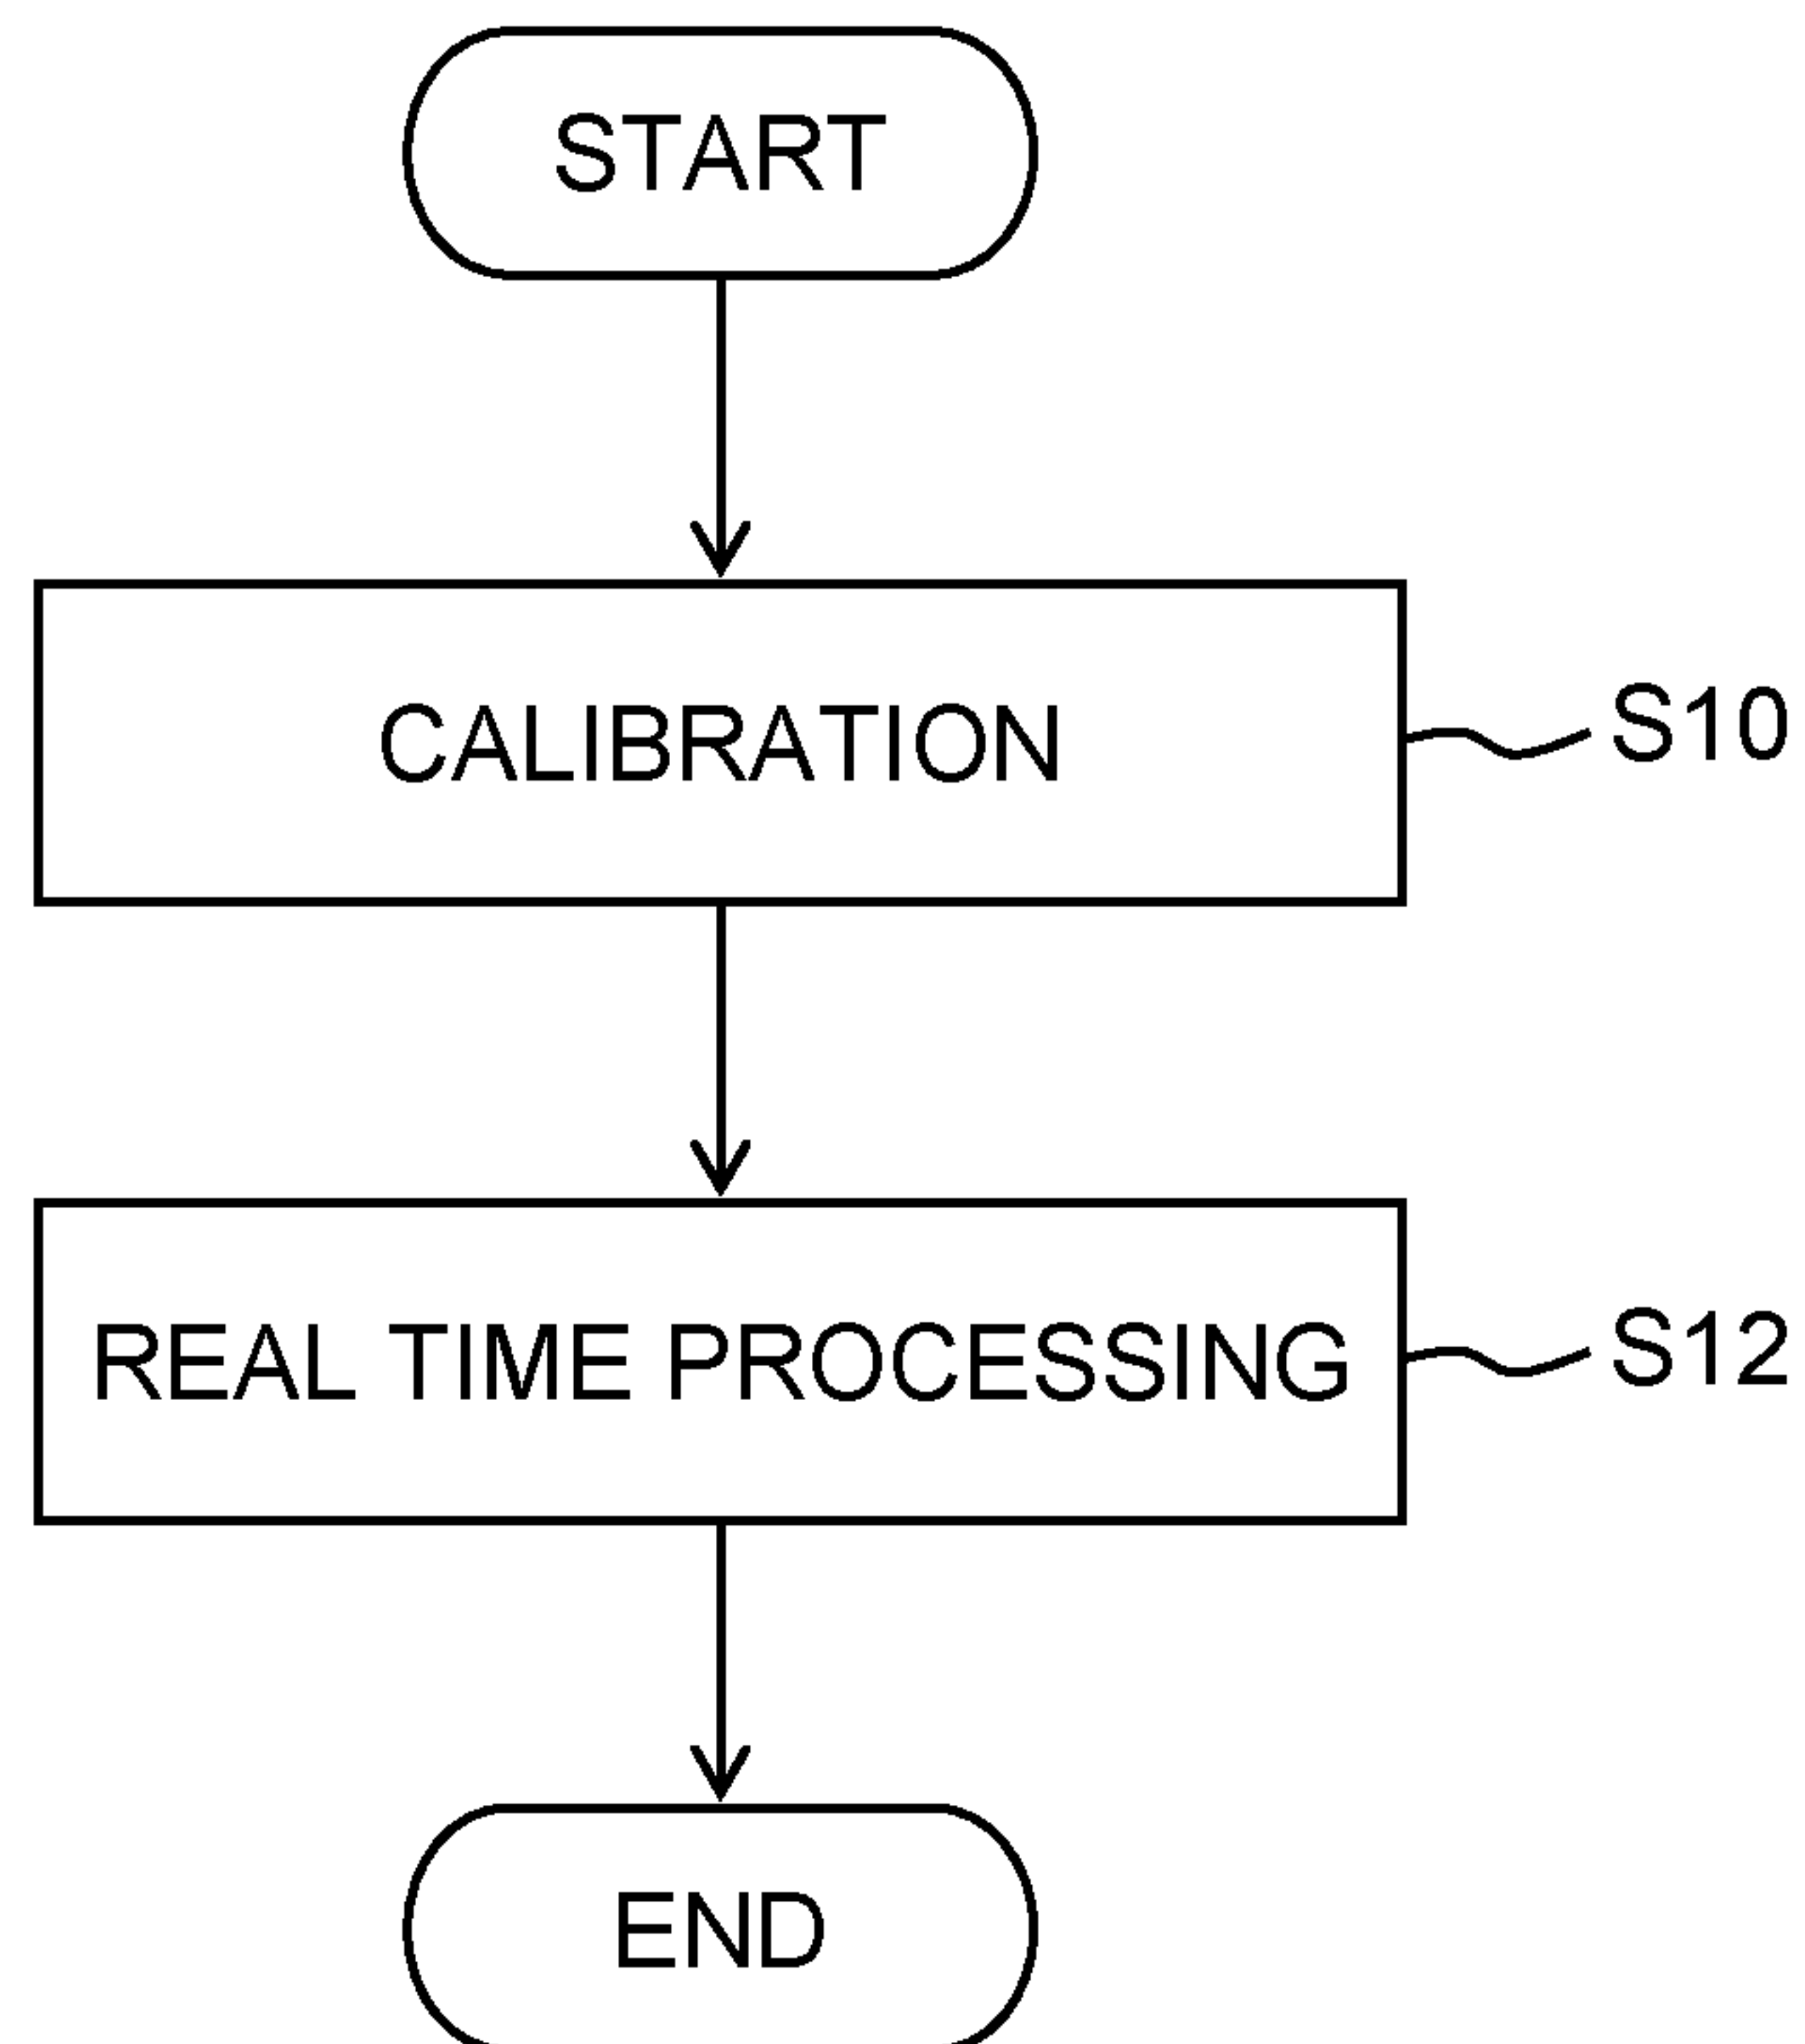 START
CALIBRATION
S10
REAL TIME PROCESSING
S12
END